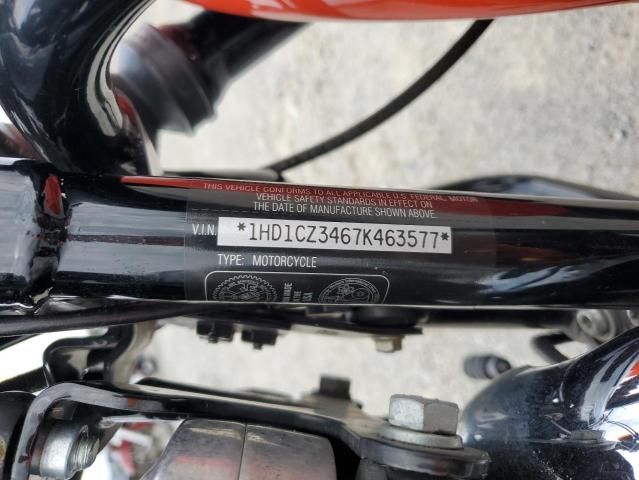 THIS VEHICLE CONFORMS TO ALL APPLICABLE U.S. FEDERAL MOTOR
VEHICLE SAFETY STANDARDS IN EFFECT ON
THE DATE OF MANUFACTURE SHOWN ABOVE.
V.I.N. *1HD1CZ3467K463577*
TYPE: MOTORCYCLE